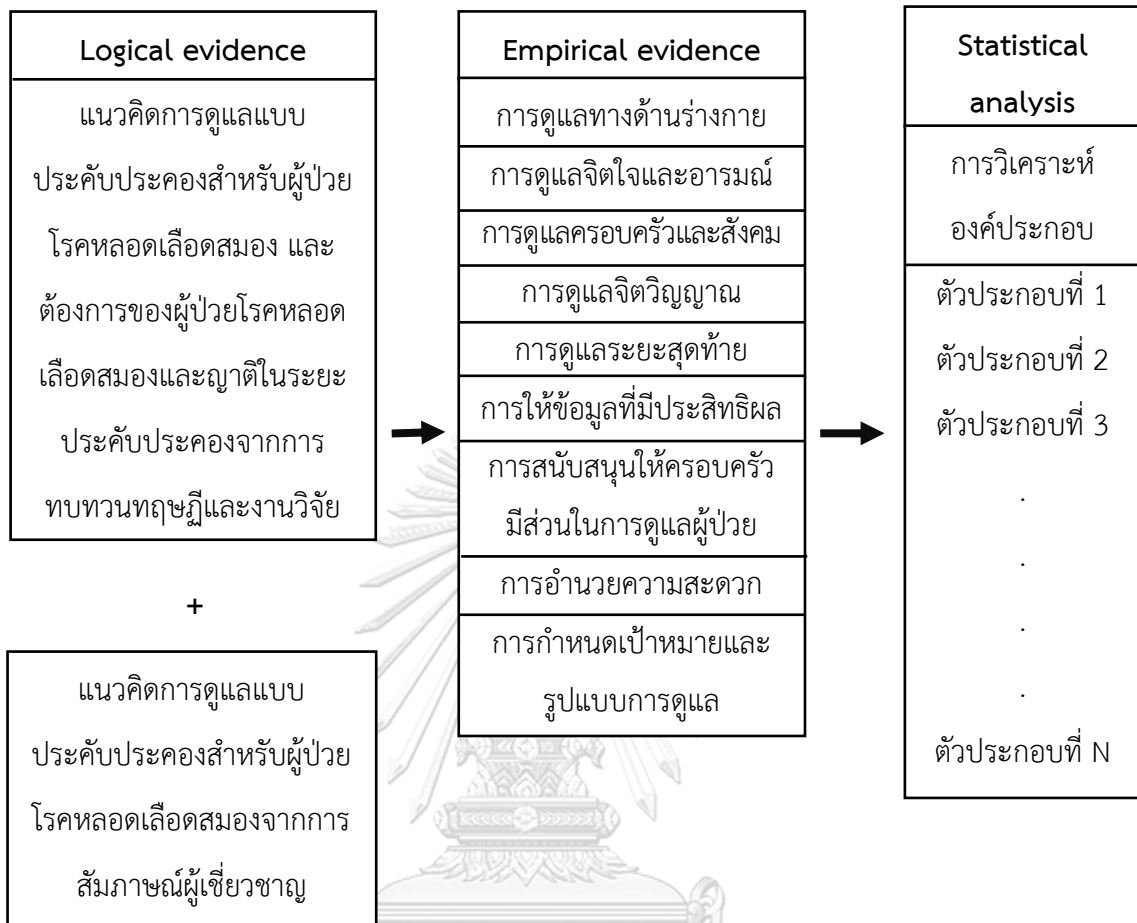 Logical evidence
แนวคิดการดูแลแบบ
ประคับประคองสำหรับผู้ป่วย
โรคหลอดเลือดสมอง และ
ต้องการของผู้ป่วยโรคหลอด
เลือดสมองและญาติในระยะ
ประคับประคองจากการ
ทบทวนทฤษฎีและงานวิจัย
+
แนวคิดการดูแลแบบ
ประคับประคองสำหรับผู้ป่วย
โรคหลอดเลือดสมองจากการ
สัมภาษณ์ผู้เชี่ยวชาญ
Empirical evidence
การดูแลทางด้านร่างกาย
การดูแลจิตใจและอารมณ์
การดูแลครอบครัวและสังคม
การดูแลจิตวิญญาณ
การดูแลระยะสุดท้าย
การให้ข้อมูลที่มีประสิทธิผล
การสนับสนุนให้ครอบครัว
มีส่วนในการดูแลผู้ป่วย
การอำนวยความสะดวก
การกำหนดเป้าหมายและ
รูปแบบการดูแล
Statistical
analysis
การวิเคราะห์
องค์ประกอบ
ตัวประกอบที่ 1
ตัวประกอบที่ 2
ตัวประกอบที่ 3
.
.
.
.
ตัวประกอบที่ N